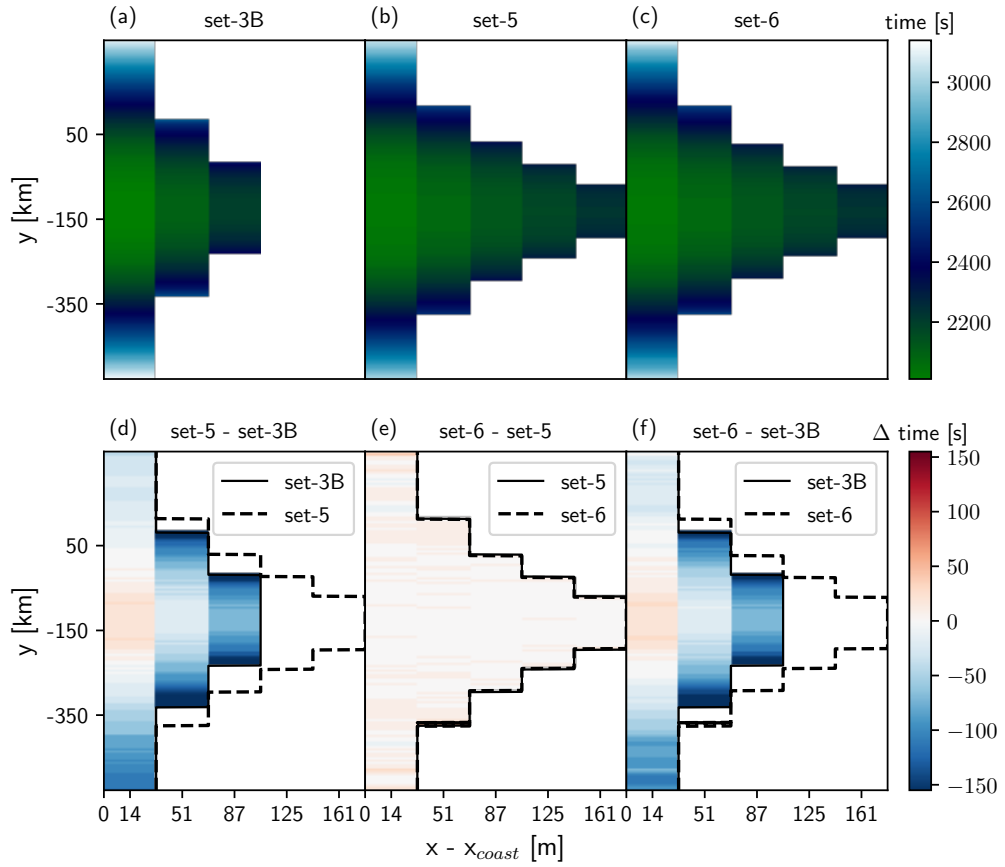 (a) set-3B (b) set-5 (c) set-6 time [s]
y [km]
50
-150
-350
3000
2800
2600
2400
2200
(d) set-5 - set-3B (e) set-6 - set-5 (f) set-6 - set-3B Δ time [s]
set-3B
set-5
set-5
set-6
set-3B
set-6
y [km]
50
-150
-350
150
100
50
0
−50
−100
−150
0 14 51 87 124 161 0 14 51 87 124 161 0 14 51 87 124 161
x - x_coast [m]